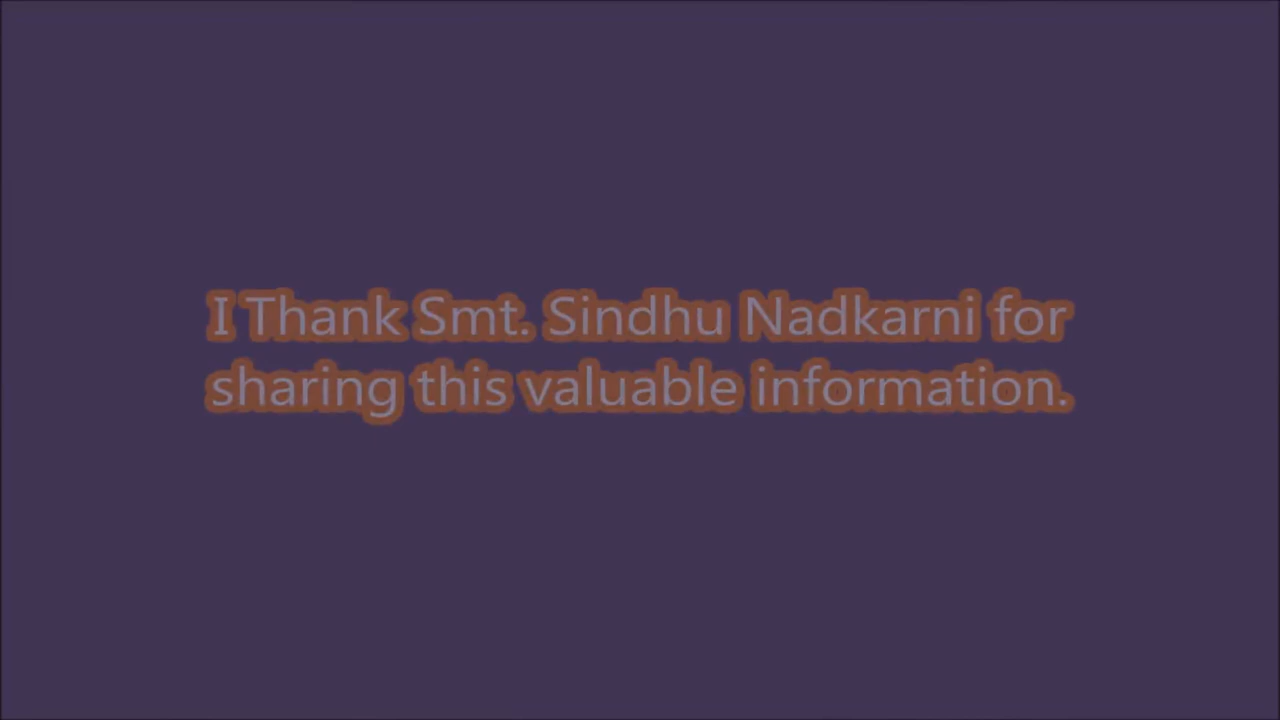 I Thank Smt. Sindhu Nadkarni for
sharing this valuable information.